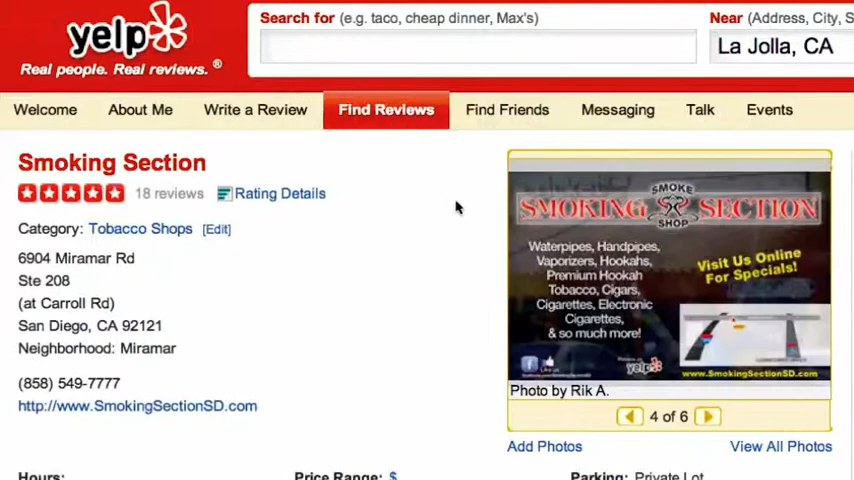 yelp
Real people. Real reviews. ®
Search for (e.g. taco, cheap dinner, Max's)
Near (Address, City, S
La Jolla, CA
Welcome
About Me
Write a Review
Find Reviews
Find Friends
Messaging
Talk
Events
Smoking Section
18 reviews
Rating Details
Category: Tobacco Shops [Edit]
6904 Miramar Rd
Ste 208
(at Carroll Rd)
San Diego, CA 92121
Neighborhood: Miramar
(858) 549-7777
http://www.SmokingSectionSD.com
SMOKE
SMOKING SECTION
SHOP
Waterpipes, Handpipes,
Vaporizers, Hookahs,
Premium Hookah
Tobacco, Cigars,
Cigarettes, Electronic
Cigarettes,
& so much more!
Visit Us Online
For Specials!
yelp
www.SmokingSectionSD.com
Photo by Rik A.
4 of 6
Add Photos
View All Photos
Hours:
Price Range: $
Parking: Private Lot